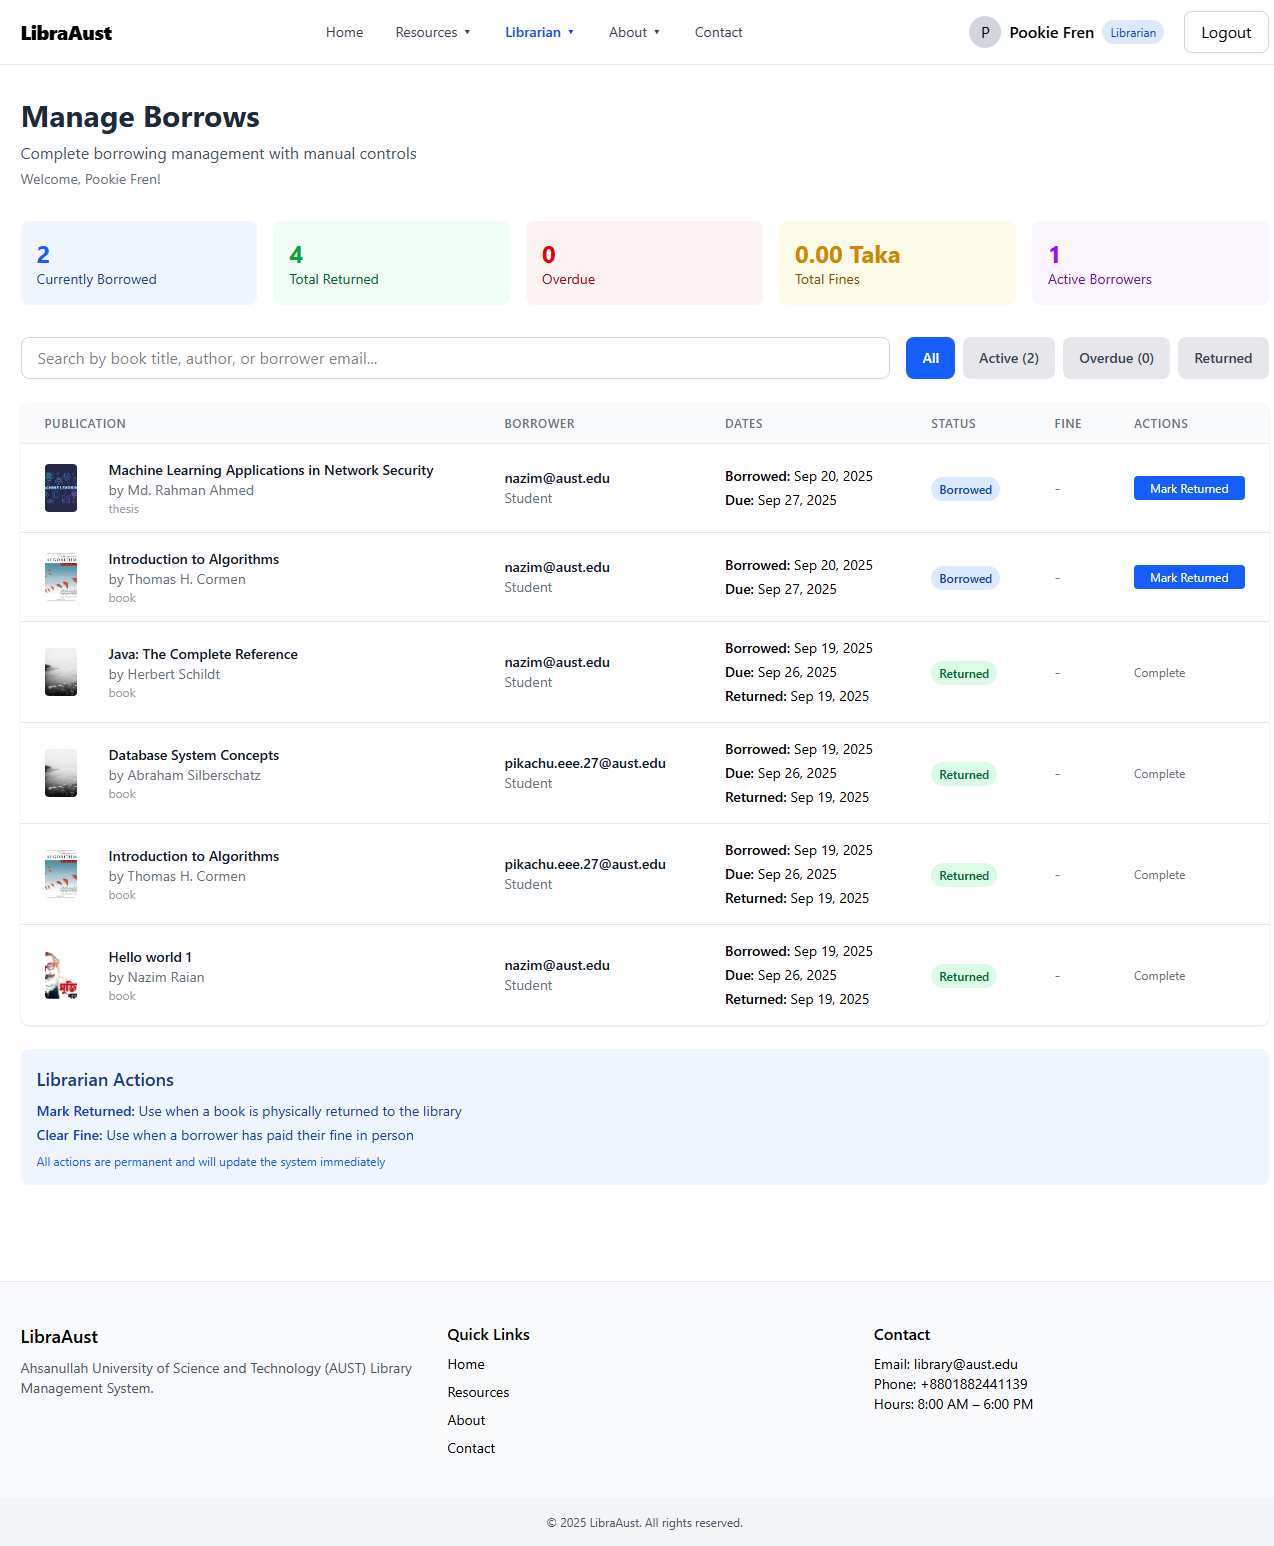 LibraAust
Home
Resources ▼
Librarian ▼
About ▼
Contact
P
Pookie Fren
Librarian
Logout
Manage Borrows
Complete borrowing management with manual controls
Welcome, Pookie Fren!
2
Currently Borrowed
4
Total Returned
0
Overdue
0.00 Taka
Total Fines
1
Active Borrowers
Search by book title, author, or borrower email...
All
Active (2)
Overdue (0)
Returned
PUBLICATION BORROWER DATES STATUS FINE ACTIONS
Machine Learning Applications in Network Security
by Md. Rahman Ahmed
thesis
nazim@aust.edu
Student
Borrowed: Sep 20, 2025
Due: Sep 27, 2025
Borrowed
-
Mark Returned
Introduction to Algorithms
by Thomas H. Cormen
book
nazim@aust.edu
Student
Borrowed: Sep 20, 2025
Due: Sep 27, 2025
Borrowed
-
Mark Returned
Java: The Complete Reference
by Herbert Schildt
book
nazim@aust.edu
Student
Borrowed: Sep 19, 2025
Due: Sep 26, 2025
Returned: Sep 19, 2025
Returned
-
Complete
Database System Concepts
by Abraham Silberschatz
book
pikachu.eee.27@aust.edu
Student
Borrowed: Sep 19, 2025
Due: Sep 26, 2025
Returned: Sep 19, 2025
Returned
-
Complete
Introduction to Algorithms
by Thomas H. Cormen
book
pikachu.eee.27@aust.edu
Student
Borrowed: Sep 19, 2025
Due: Sep 26, 2025
Returned: Sep 19, 2025
Returned
-
Complete
Hello world 1
by Nazim Raian
book
nazim@aust.edu
Student
Borrowed: Sep 19, 2025
Due: Sep 26, 2025
Returned: Sep 19, 2025
Returned
-
Complete
Librarian Actions
Mark Returned: Use when a book is physically returned to the library
Clear Fine: Use when a borrower has paid their fine in person
All actions are permanent and will update the system immediately
LibraAust
Ahsanullah University of Science and Technology (AUST) Library
Management System.
Quick Links
Home
Resources
About
Contact
Contact
Email: library@aust.edu
Phone: +8801882441139
Hours: 8:00 AM – 6:00 PM
© 2025 LibraAust. All rights reserved.